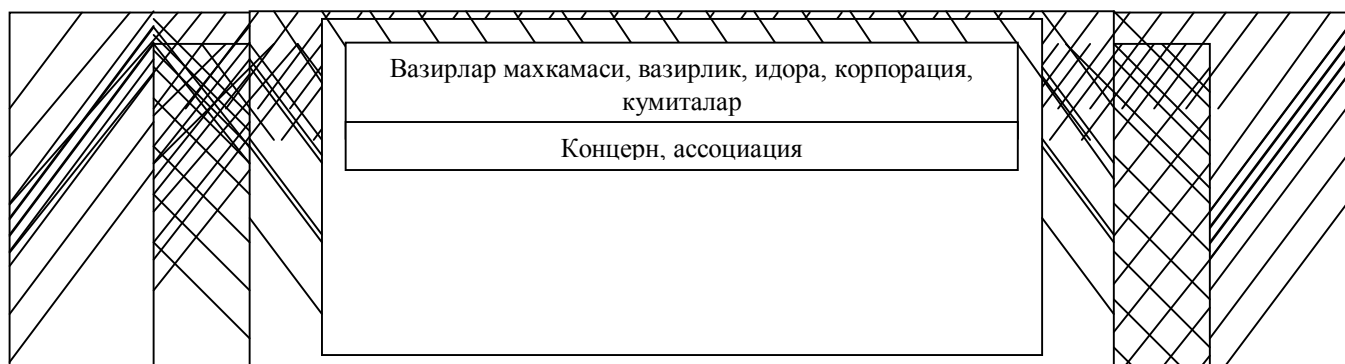 Вазирлар махкамаси, вазирлик, идора, корпорация,
кумиталар
Концерн, ассоциация